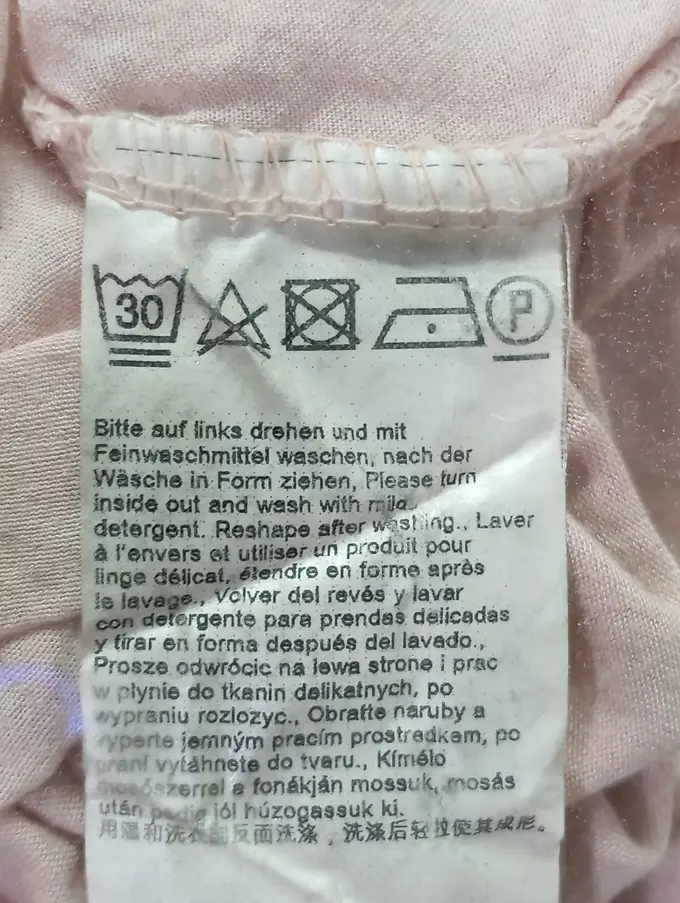 30 P
Bitte auf links drehen und mit
Feinwaschmittel waschen, nach der
Wäsche in Form ziehen, Please turn
inside out and wash with mild
detergent. Reshape after washing., Laver
à l'envers et utiliser un produit pour
linge délicat, étendre en forme après
le lavage., Volver del revés y lavar
con detergente para prendas delicadas
y tirar en forma después del lavado.,
Prosze odwrócic na lewa strone i prac
w plynie do tkanin delikatnych, po
wypraniu rozlozyc., Obraťte naruby a
vyperte jemným pracím prostredkem, po
praní vytáhnete do tvaru., Kímélo
mosószerrel a fonákján mossuk, mosás
után pedig jól húzogassuk ki.
用温和洗衣剂反面洗涤，洗涤后轻拉使其成形。